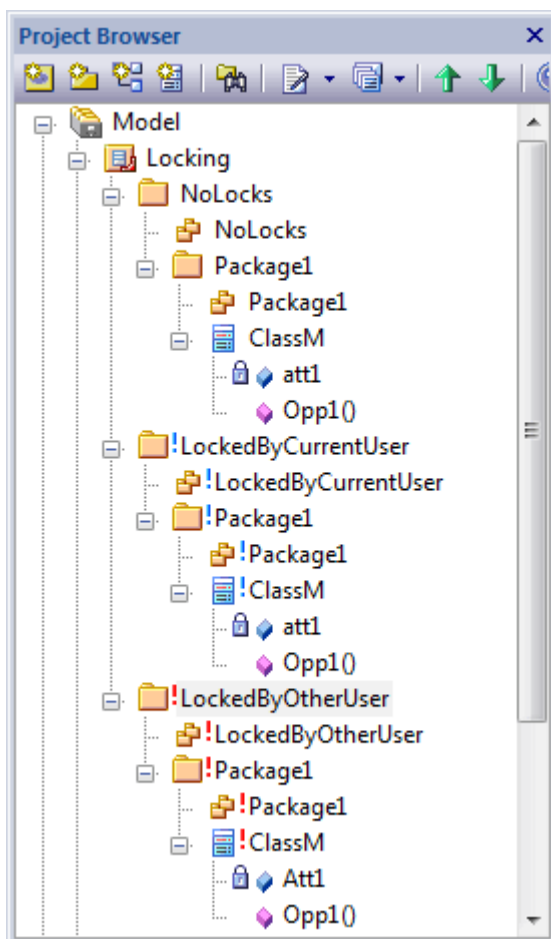 Project Browser
Model
Locking
NoLocks
NoLocks
Package1
Package1
ClassM
att1
Opp1()
!LockedByCurrentUser
!LockedByCurrentUser
!Package1
!Package1
!ClassM
att1
Opp1()
!LockedByOtherUser
!LockedByOtherUser
!Package1
!Package1
!ClassM
Att1
Opp1()